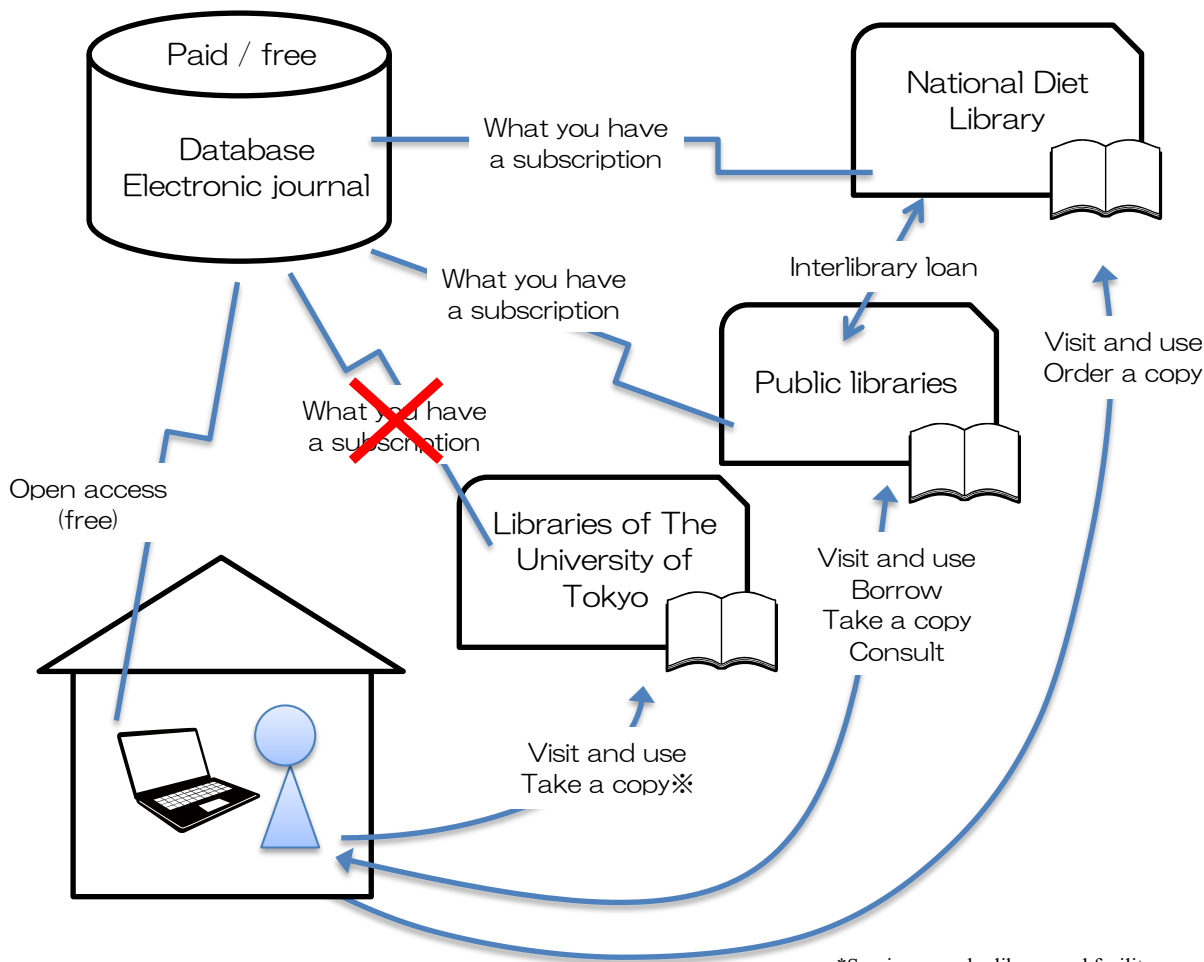 Paid / free
Database
Electronic journal
National Diet
Library
What you have
a subscription
What you have
a subscription
Interlibrary loan
Public libraries
Visit and use
Order a copy
What you have
a subscription
Open access
(free)
Libraries of The
University of
Tokyo
Visit and use
Borrow
Take a copy
Consult
Visit and use
Take a copy※